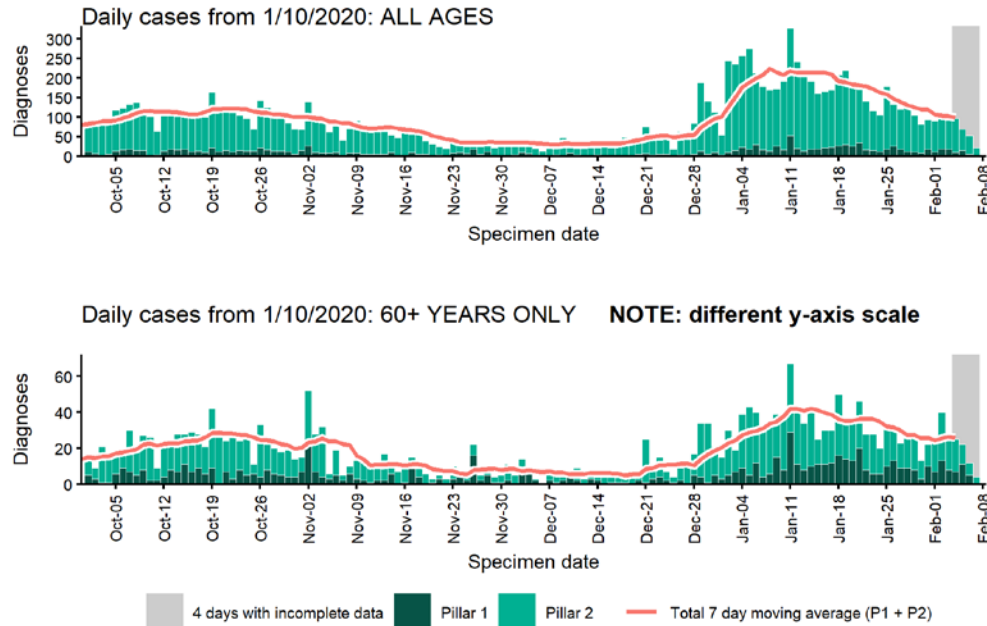 Daily cases from 1/10/2020: ALL AGES
Diagnoses
300
250
200
150
100
50
0
Oct-05
Oct-12
Oct-19
Oct-26
Nov-02
Nov-09
Nov-16
Nov-23
Nov-30
Dec-07
Dec-14
Dec-21
Dec-28
Jan-04
Jan-11
Jan-18
Jan-25
Feb-01
Feb-08
Specimen date
Daily cases from 1/10/2020: 60+ YEARS ONLY NOTE: different y-axis scale
Diagnoses
60
40
20
0
Oct-05
Oct-12
Oct-19
Oct-26
Nov-02
Nov-09
Nov-16
Nov-23
Nov-30
Dec-07
Dec-14
Dec-21
Dec-28
Jan-04
Jan-11
Jan-18
Jan-25
Feb-01
Feb-08
Specimen date
4 days with incomplete data Pillar 1 Pillar 2 Total 7 day moving average (P1 + P2)